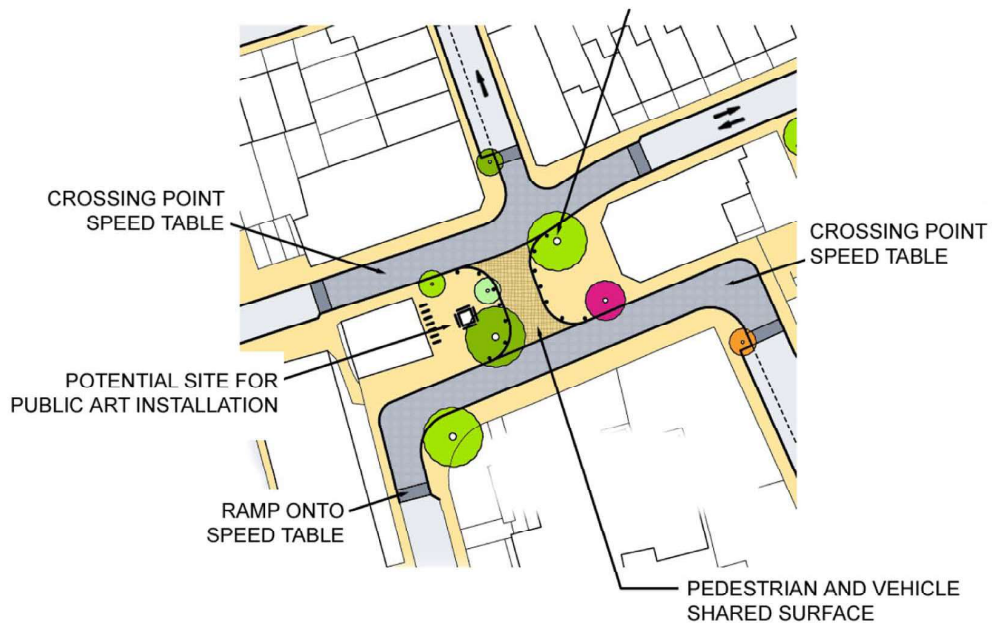 CROSSING POINT
SPEED TABLE
CROSSING POINT
SPEED TABLE
POTENTIAL SITE FOR
PUBLIC ART INSTALLATION
RAMP ONTO
SPEED TABLE
PEDESTRIAN AND VEHICLE
SHARED SURFACE